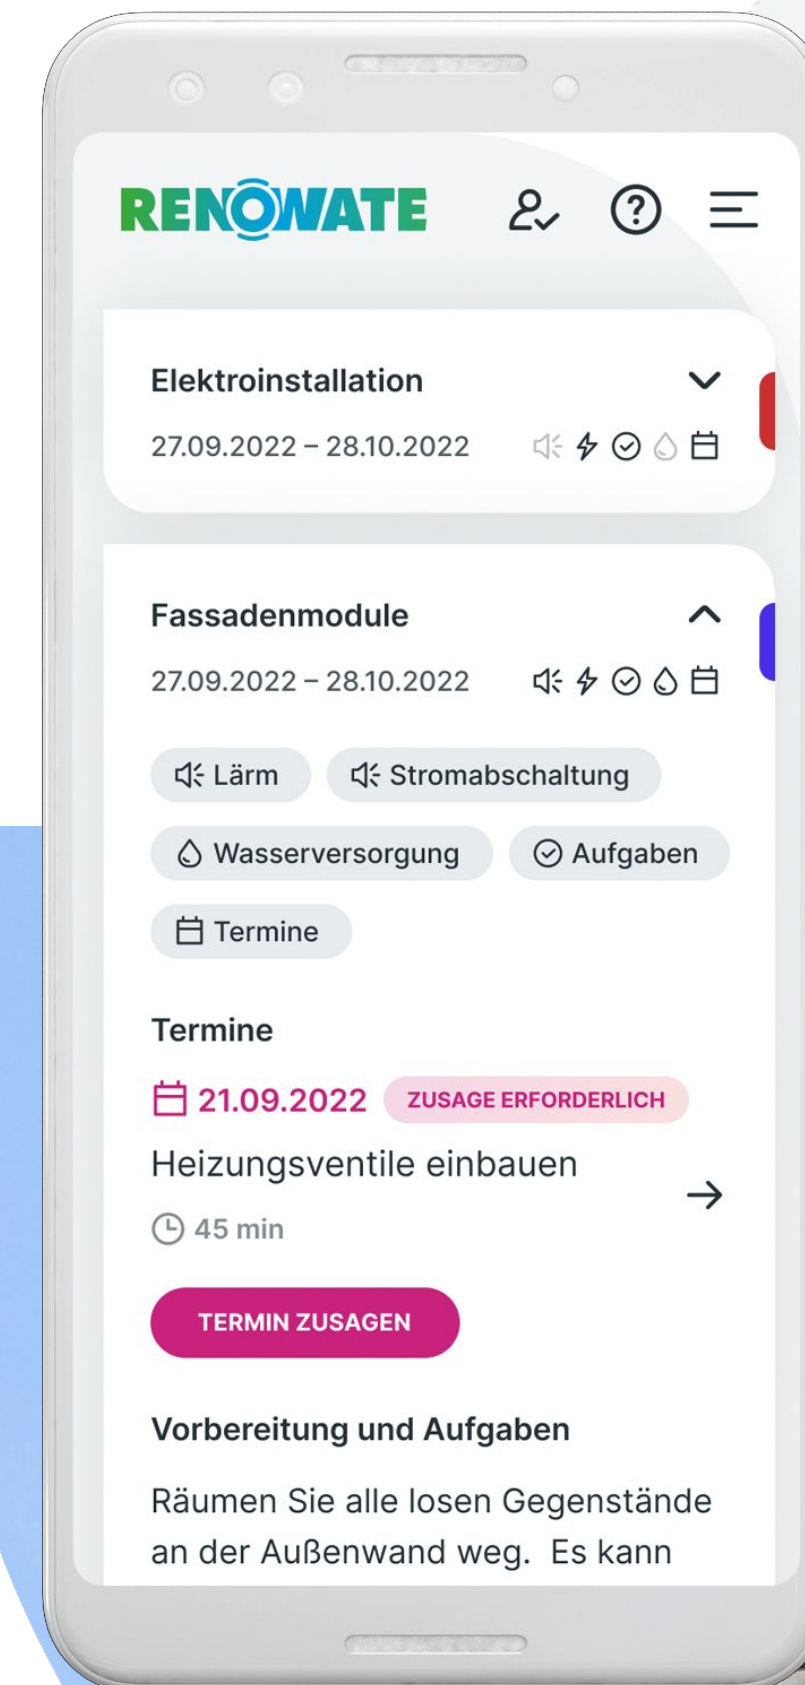 RENOWATE
Elektroinstallation
27.09.2022 – 28.10.2022
Fassadenmodule
27.09.2022 – 28.10.2022
Lärm Stromabschaltung
Wasserversorgung Aufgaben
Termine
Termine
21.09.2022 ZUSAGE ERFORDERLICH
Heizungsventile einbauen
45 min
TERMIN ZUSAGEN
Vorbereitung und Aufgaben
Räumen Sie alle losen Gegenstände
an der Außenwand weg. Es kann